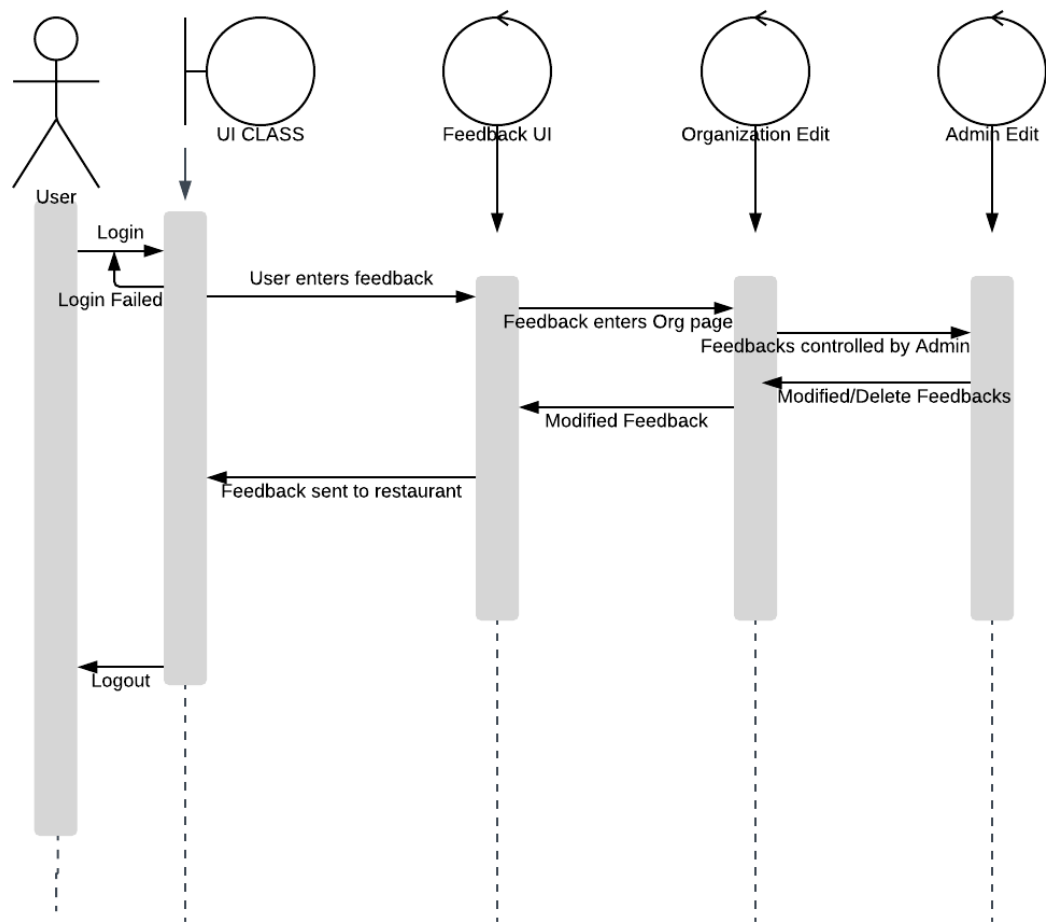 UI CLASS
Feedback UI
Organization Edit
Admin Edit
User
Login
Login Failed
User enters feedback
Feedback enters Org page
Feedbacks controlled by Admin
Modified/Delete Feedbacks
Modified Feedback
Feedback sent to restaurant
Logout